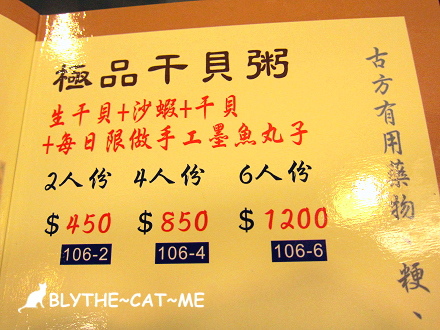 極品干貝粥
生干貝+沙蝦+干貝
+每日限做手工墨魚丸子
2人份 4人份 6人份
$450 $850 $1200
106-2 106-4 106-6
古方有用藥物
粳、
BLYTHE~CAT~ME